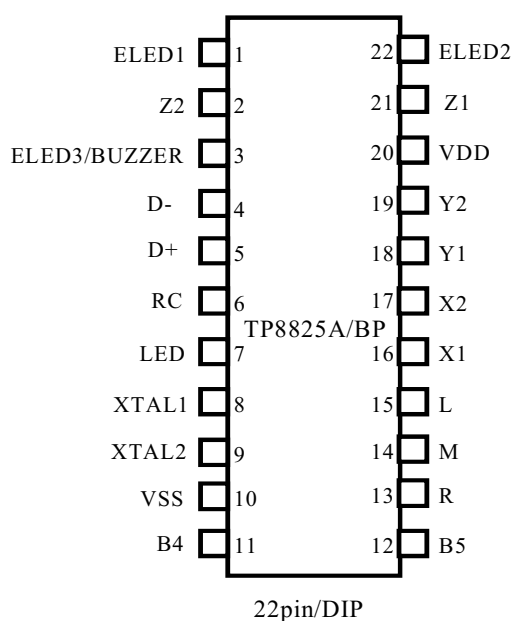 ELED1 1 22 ELED2
Z2 2 21 Z1
ELED3/BUZZER 3 20 VDD
D- 4 19 Y2
D+ 5 18 Y1
RC 6 17 X2
TP8825A/BP
LED 7 16 X1
XTAL1 8 15 L
XTAL2 9 14 M
VSS 10 13 R
B4 11 12 B5
22pin/DIP